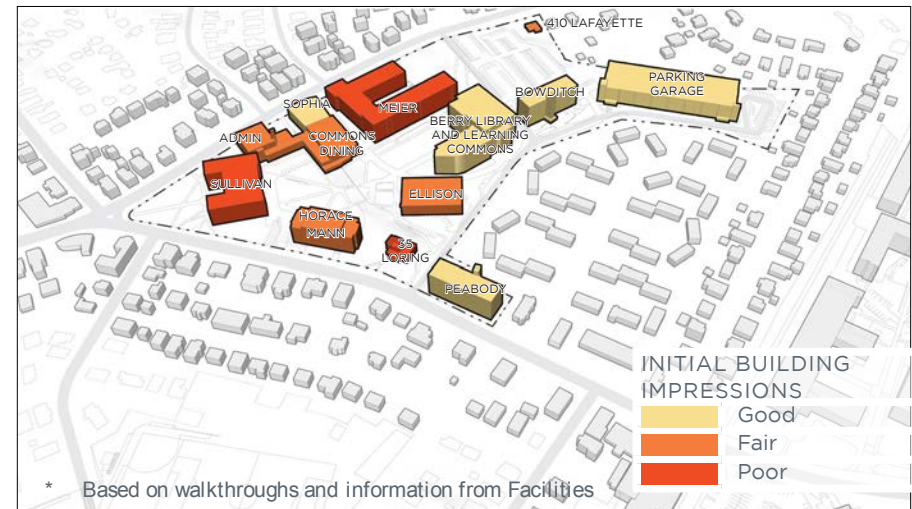 410 LAFAYETTE
PARKING
GARAGE
BOWDITCH
SOPHIA
MEIER
BERRY LIBRARY
AND LEARNING
COMMONS
ADMIN
COMMONS
DINING
SULLIVAN
ELLISON
HORACE
MANN
35
LORING
PEABODY
INITIAL BUILDING
IMPRESSIONS
Good
Fair
Poor
* Based on walkthroughs and information from Facilities